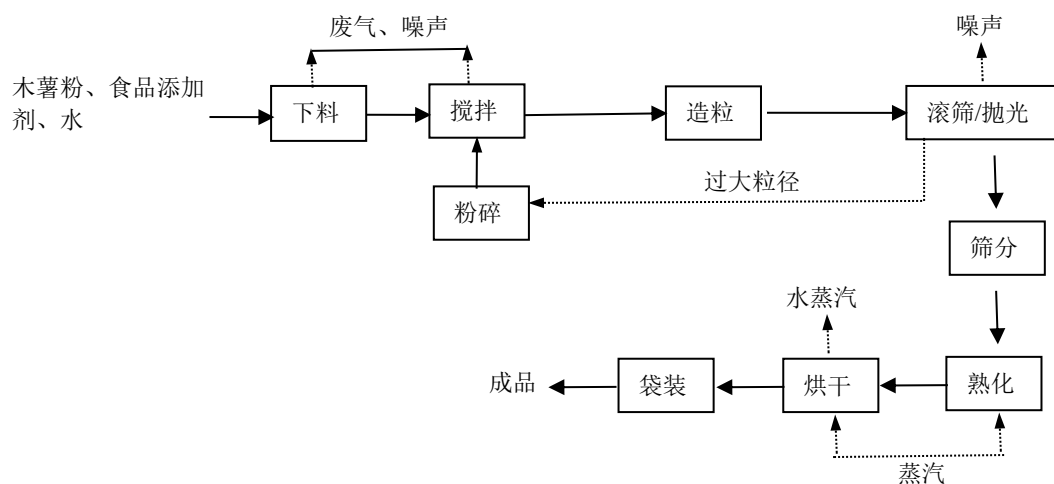 废气、噪声
噪声
木薯粉、食品添加
剂、水
下料
搅拌
造粒
滚筛/抛光
过大粒径
粉碎
筛分
水蒸汽
成品
袋装
烘干
熟化
蒸汽